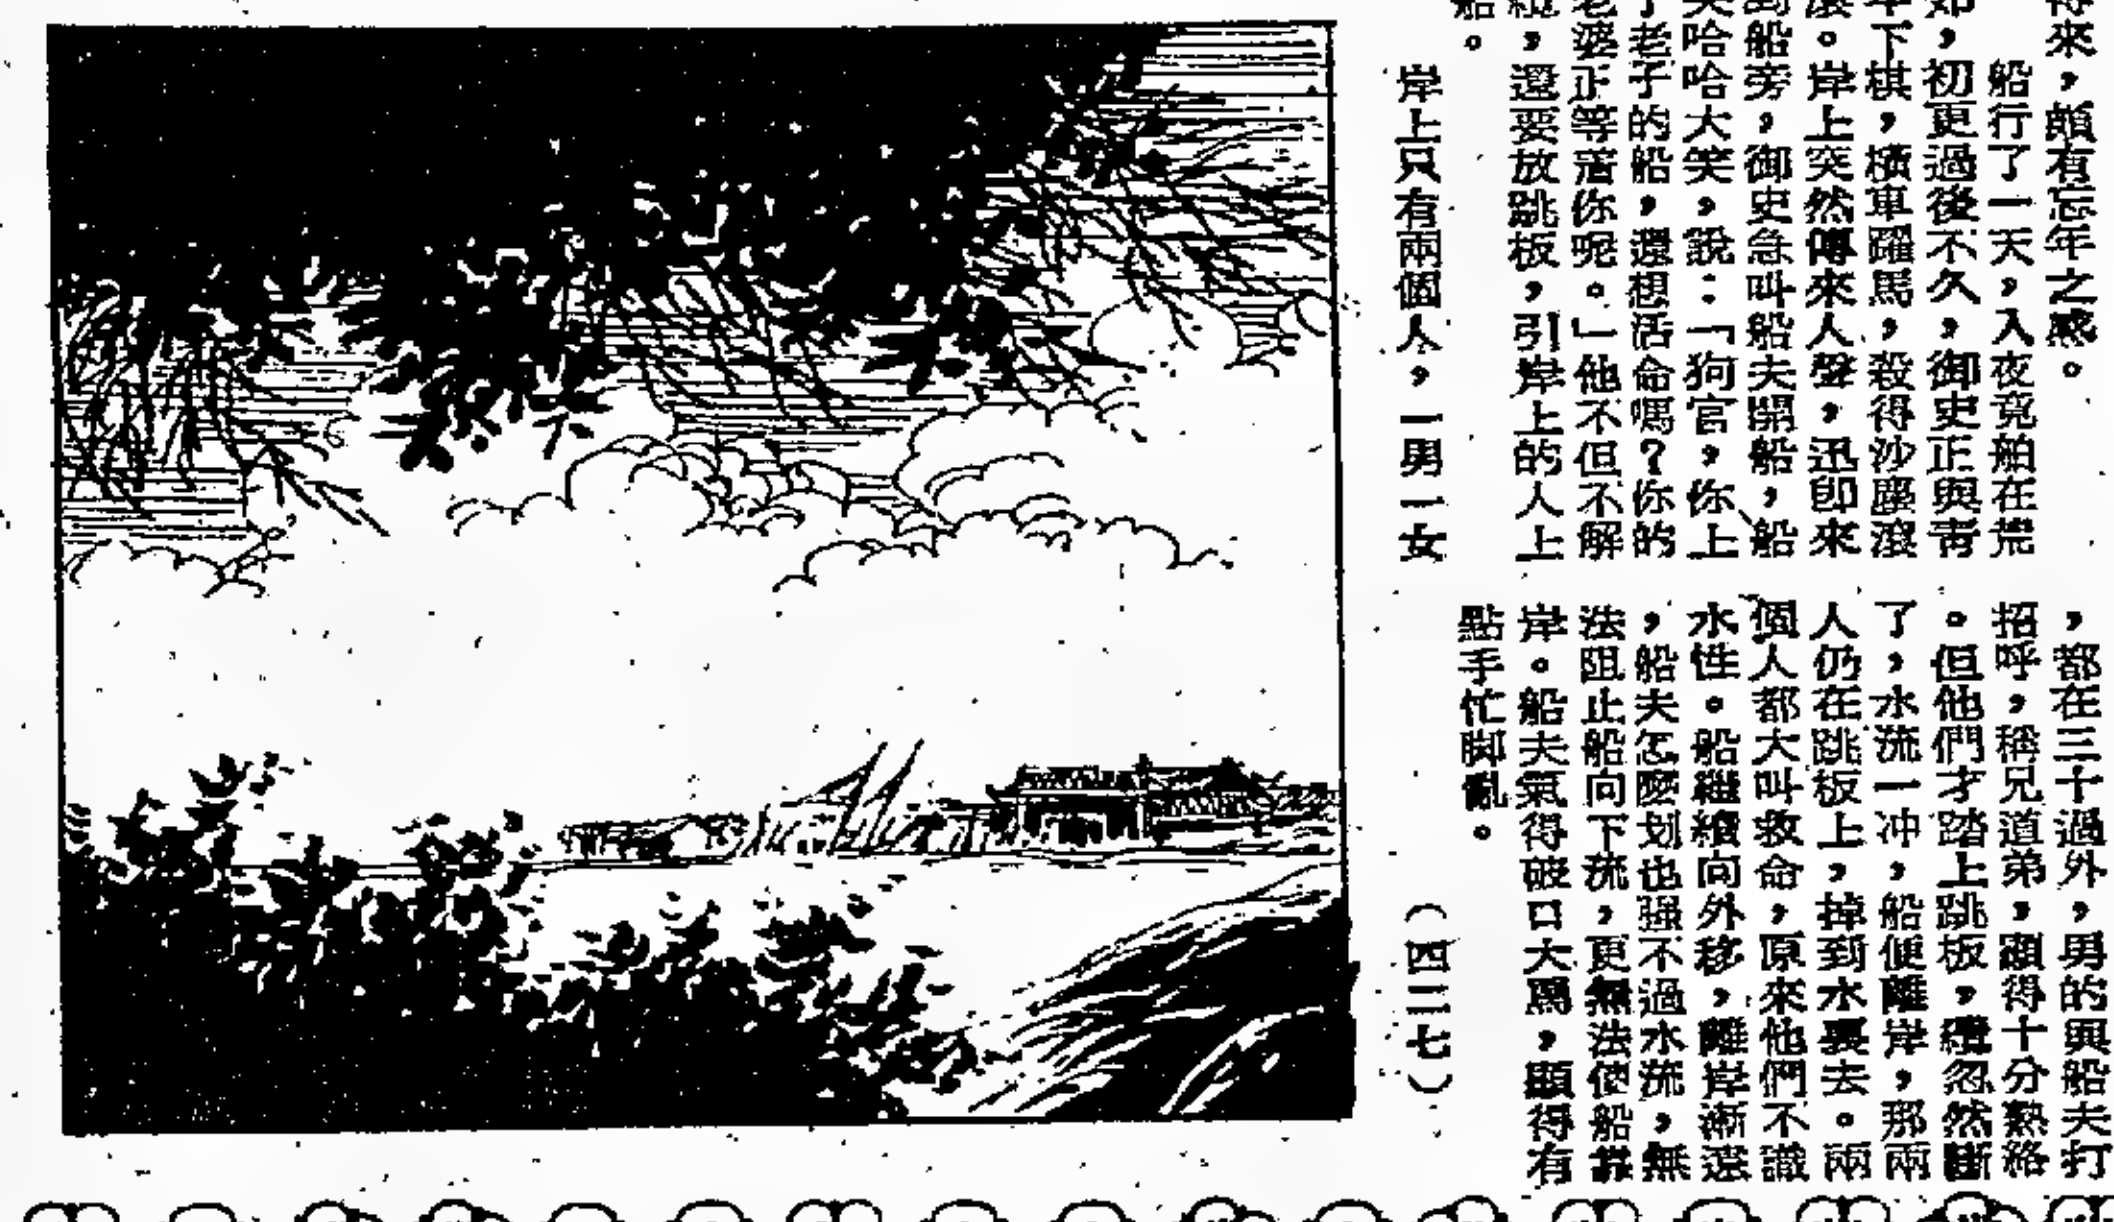 得來，頗有忘年之感。
船行了一天，入夜竟舶在荒
，初更過後不久，御史正與靑
下棋，橫車躍馬，殺得沙塵滾
滾。岸上突然傳來人聲，迅卽來
到船旁，御史急叫船夫開船，船
夫哈哈大笑，說：「狗官，你上
了老子的船，還想活命嗎？你的
老婆正等着你呢。」他不但不解
纜，還要放跳板，引岸上的人上
船。
岸上只有兩個人，一男一女
，都在三十過外，男的與船夫打
招呼，稱兄道弟，顯得十分熟絡
。但他們才踏上跳板，纜忽然斷
了，水流一冲，船便離岸，那兩
人仍在跳板上，掉到水裏去。兩
個人都大叫救命，原來他們不識
水性。船繼續向外移，離岸漸遠
，船夫怎麼划也强不過水流，無
法阻止船向下流，更無法使船靠
岸。船夫氣得破口大罵，顯得有
點手忙脚亂。
（四二七）